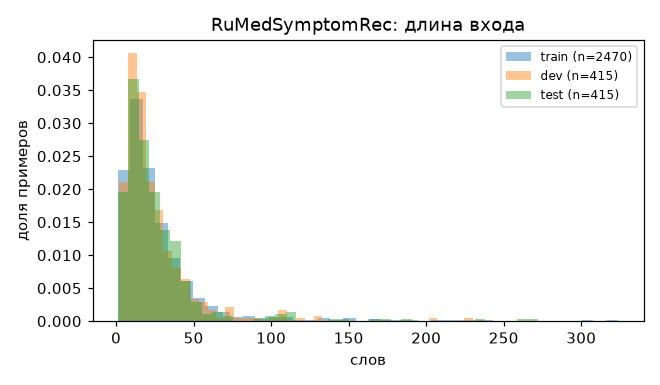 RuMedSymptomRec: длина входа
train (n=2470)
dev (n=415)
test (n=415)
доля примеров
0.040
0.035
0.030
0.025
0.020
0.015
0.010
0.005
0.000
0 50 100 150 200 250 300
слов